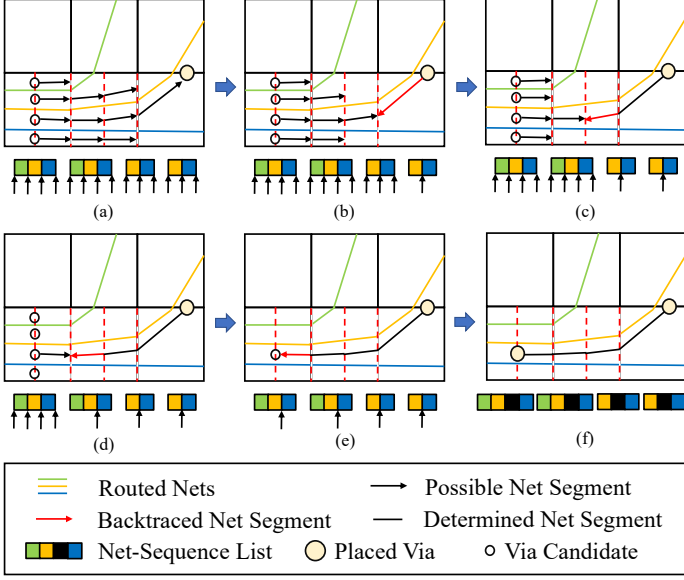 (a)
(b)
(c)
(d)
(e)
(f)
Routed Nets
Possible Net Segment
Backtraced Net Segment
Determined Net Segment
Net-Sequence List
Placed Via
Via Candidate